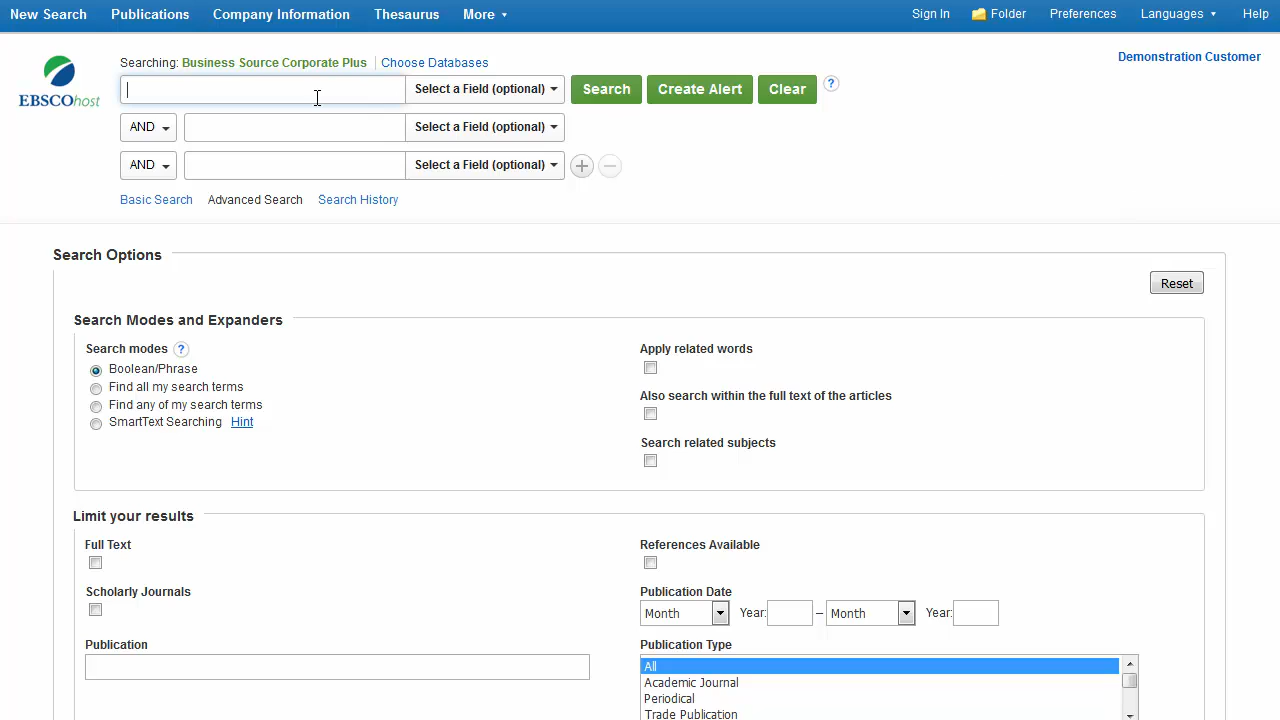 New Search Publications Company Information Thesaurus More Sign In Folder Preferences Languages Help
Demonstration Customer
EBSCOhost
Searching: Business Source Corporate Plus Choose Databases
Select a Field (optional) Search Create Alert Clear ?
AND Select a Field (optional)
AND Select a Field (optional) + −
Basic Search Advanced Search Search History
Search Options
Reset
Search Modes and Expanders
Search modes ?
Boolean/Phrase
Find all my search terms
Find any of my search terms
SmartText Searching Hint
Apply related words
Also search within the full text of the articles
Search related subjects
Limit your results
Full Text
Scholarly Journals
Publication
References Available
Publication Date
Month Year: – Month Year:
Publication Type
All
Academic Journal
Periodical
Trade Publication